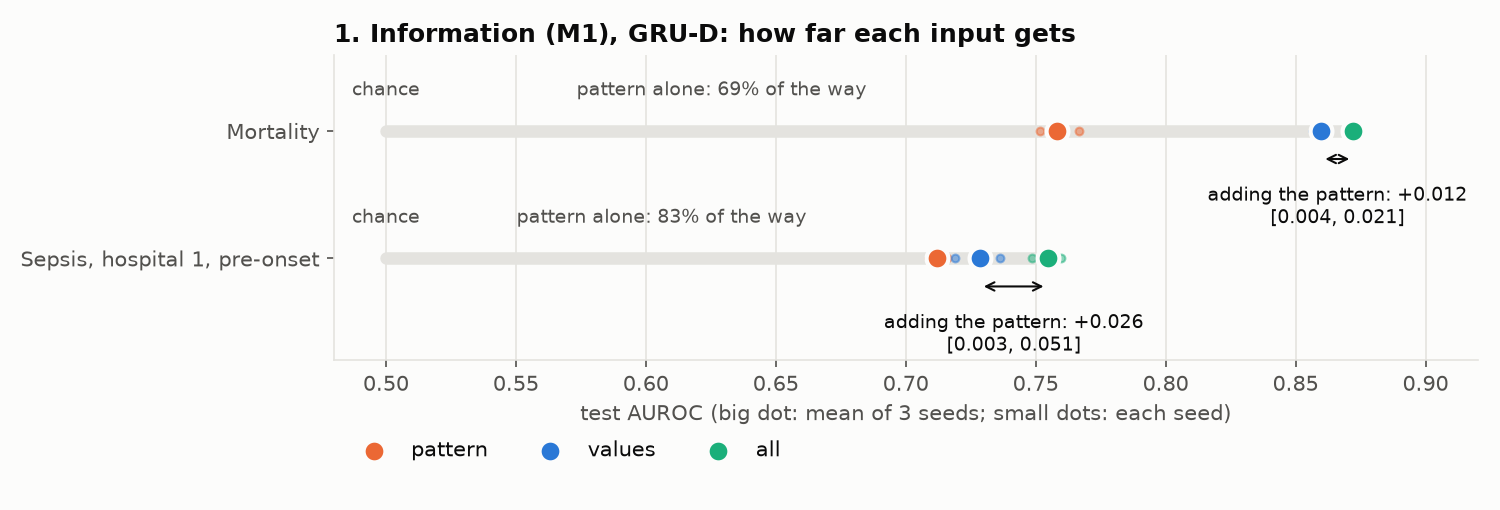 1. Information (M1), GRU-D: how far each input gets
chance
pattern alone: 69% of the way
Mortality
adding the pattern: +0.012
[0.004, 0.021]
chance
pattern alone: 83% of the way
Sepsis, hospital 1, pre-onset
adding the pattern: +0.026
[0.003, 0.051]
0.50 0.55 0.60 0.65 0.70 0.75 0.80 0.85 0.90
test AUROC (big dot: mean of 3 seeds; small dots: each seed)
pattern values all